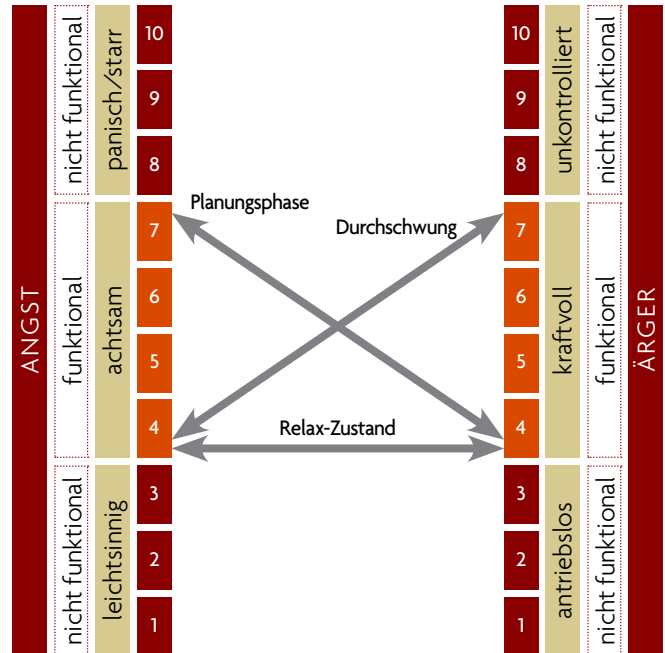 ANGST
nicht funktional
funktional
nicht funktional
panisch/starr
achtsam
leichtsinnig
10
9
8
7
6
5
4
3
2
1
Planungsphase
Durchschwung
Relax-Zustand
10
9
8
7
6
5
4
3
2
1
unkontrolliert
kraftvoll
antriebslos
nicht funktional
funktional
nicht funktional
ÄRGER